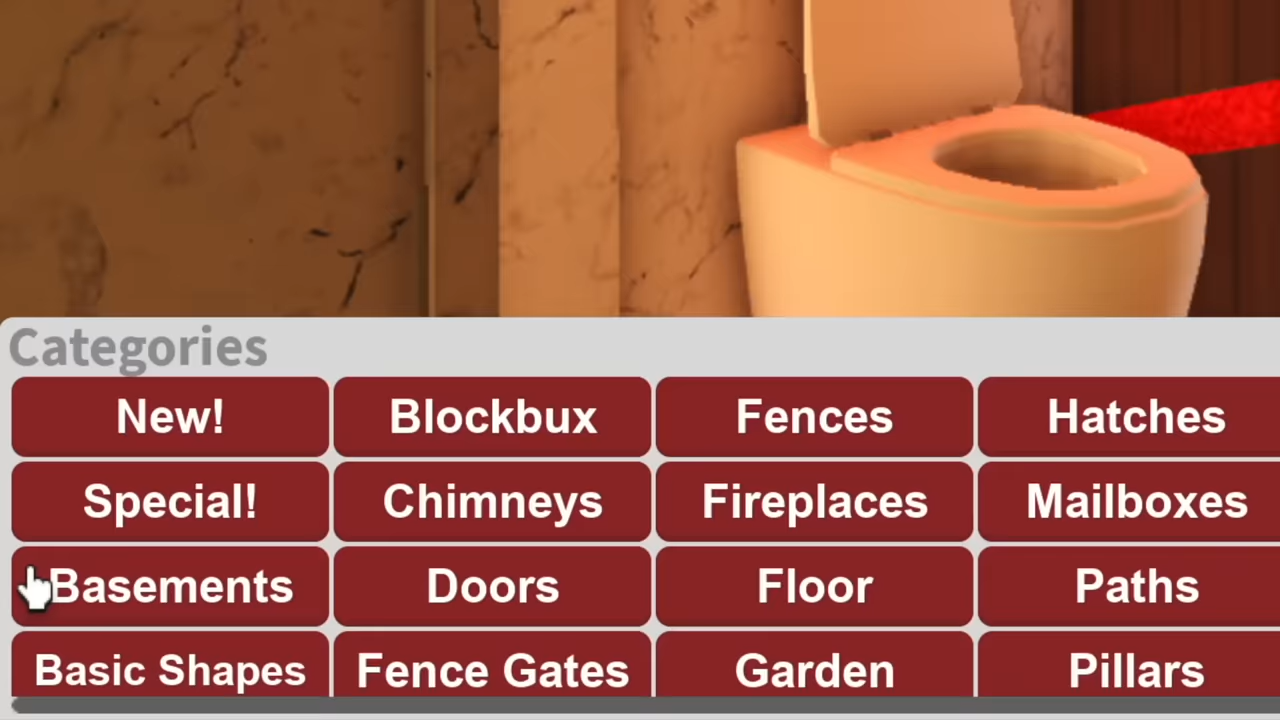 Categories
New! Blockbux Fences Hatches
Special! Chimneys Fireplaces Mailboxes
Basements Doors Floor Paths
Basic Shapes Fence Gates Garden Pillars